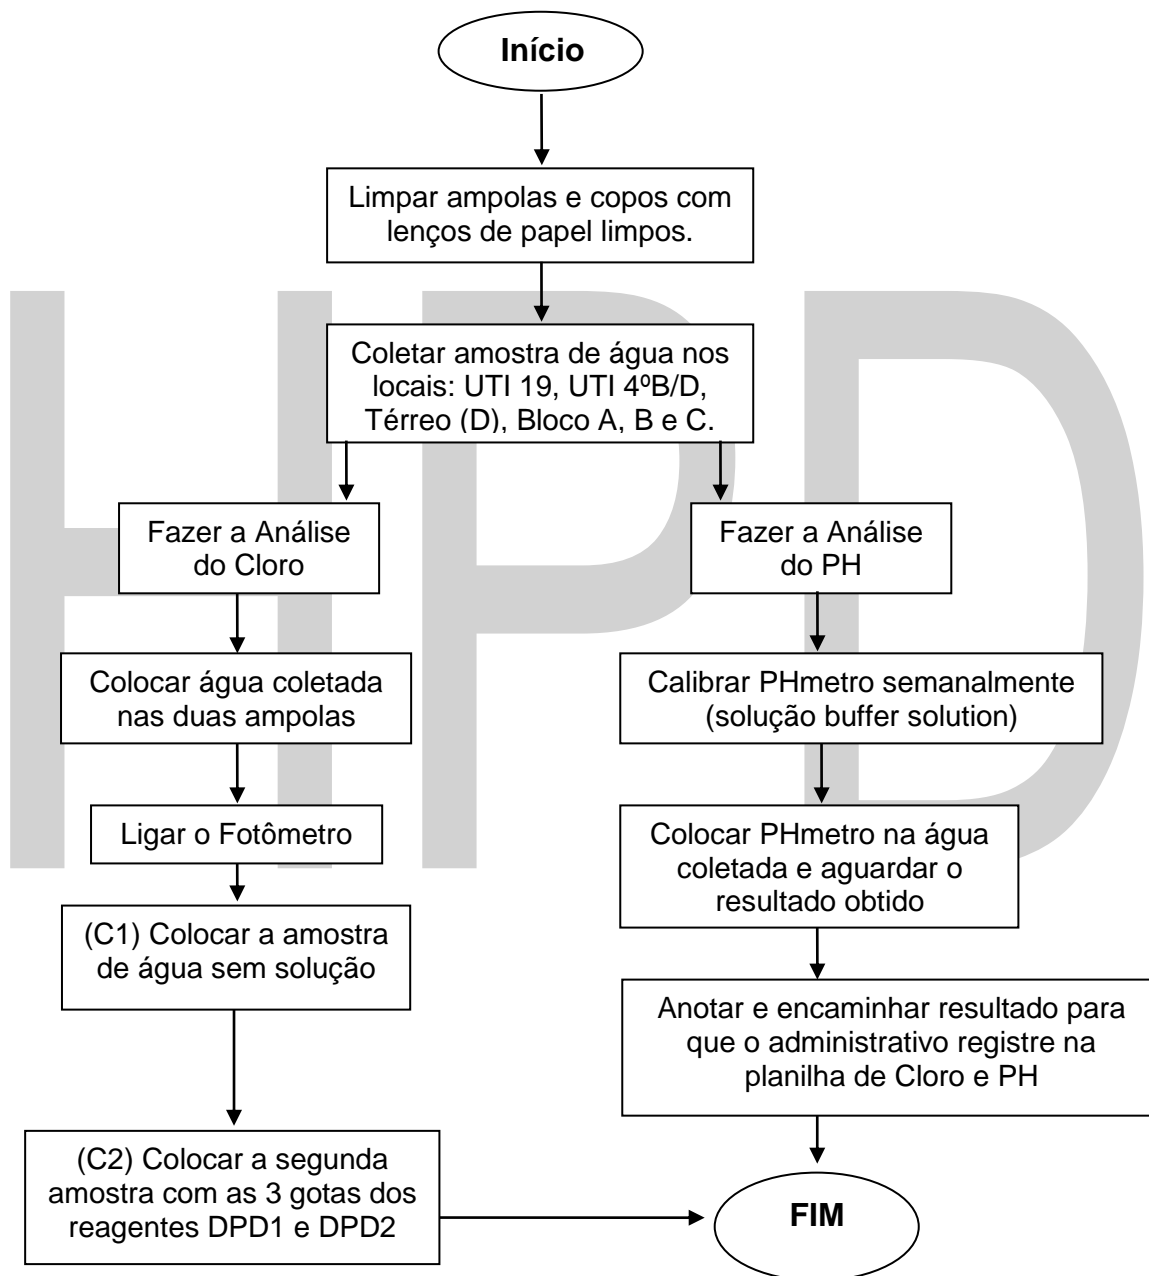 Início
Limpar ampolas e copos com
lenços de papel limpos.
Coletar amostra de água nos
locais: UTI 19, UTI 4ºB/D,
Térreo (D), Bloco A, B e C.
Fazer a Análise
do Cloro
Fazer a Análise
do PH
Colocar água coletada
nas duas ampolas
Calibrar PHmetro semanalmente
(solução buffer solution)
Ligar o Fotômetro
Colocar PHmetro na água
coletada e aguardar o
resultado obtido
(C1) Colocar a amostra
de água sem solução
Anotar e encaminhar resultado para
que o administrativo registre na
planilha de Cloro e PH
(C2) Colocar a segunda
amostra com as 3 gotas dos
reagentes DPD1 e DPD2
FIM
HPD